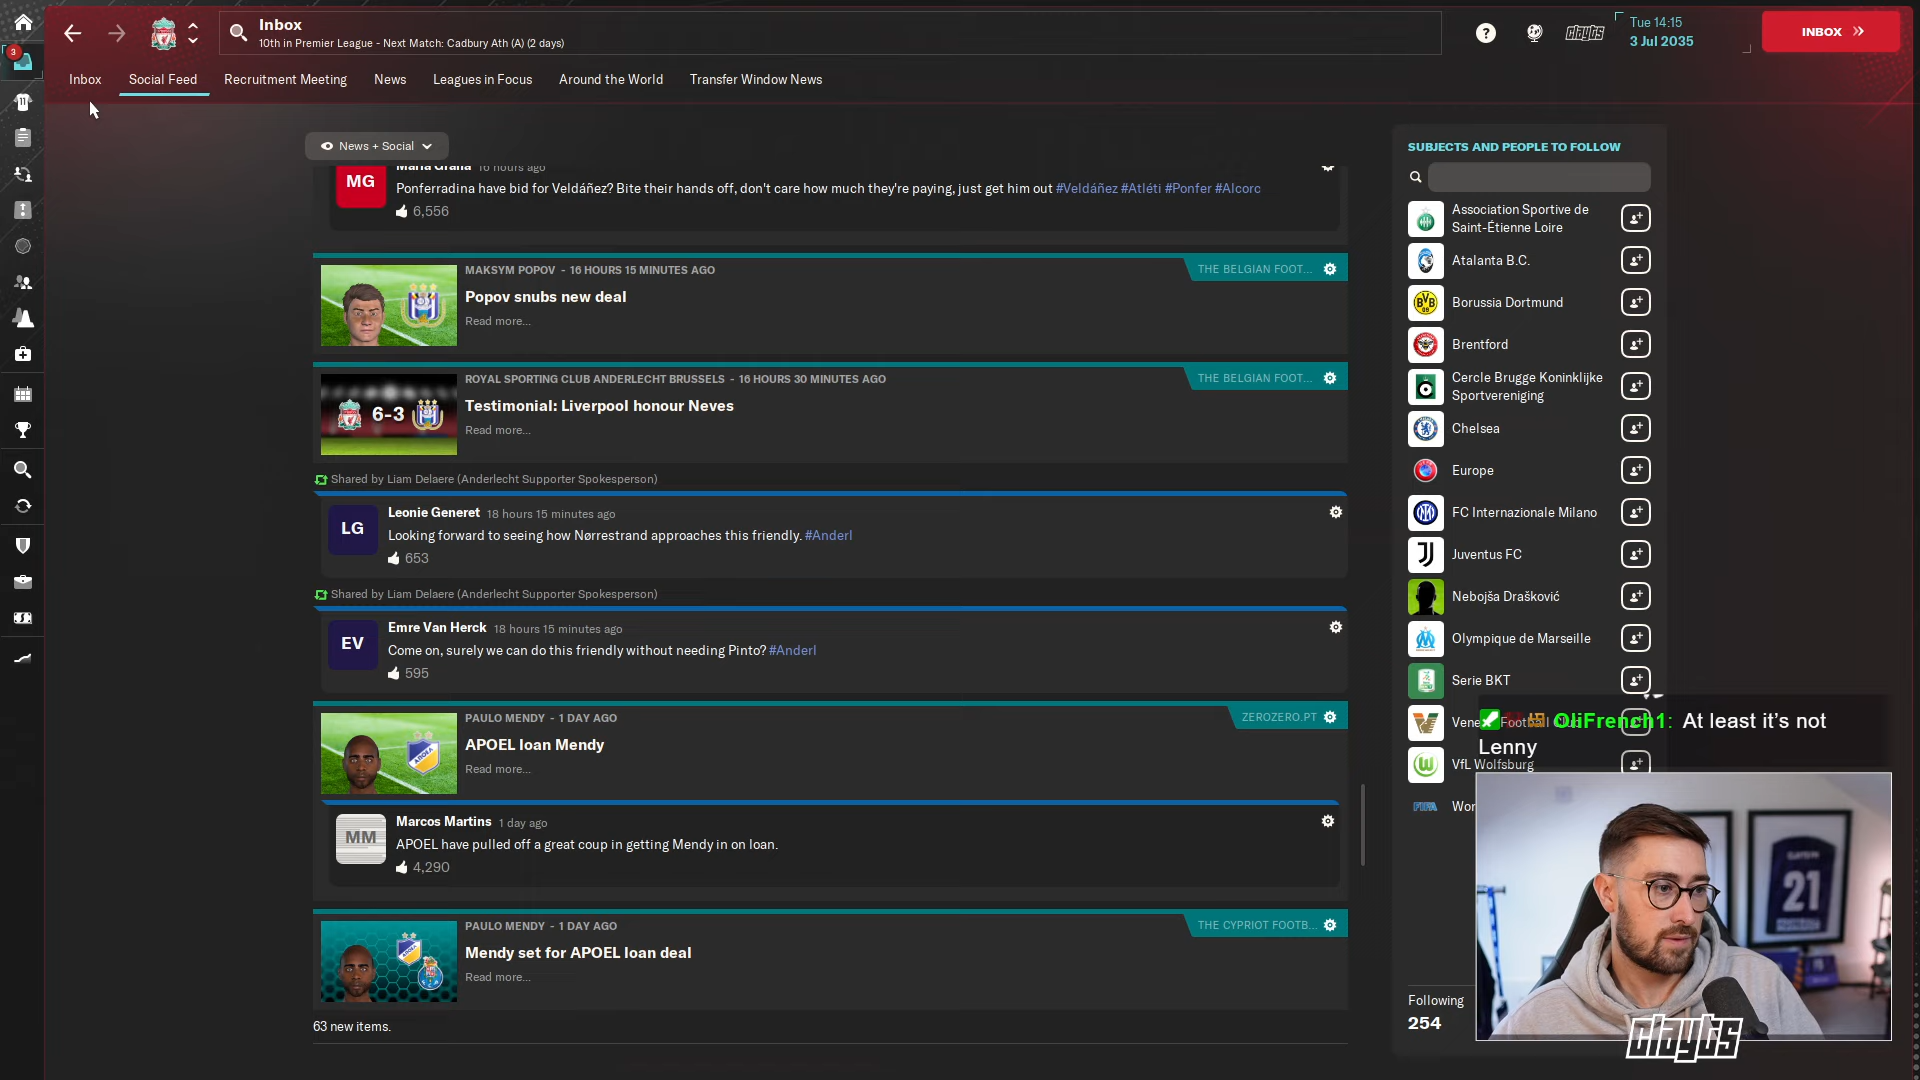 Inbox
10th in Premier League - Next Match: Cadbury Ath (A) (2 days)
?
clayts
Tue 14:15
3 Jul 2035
INBOX
3
Inbox
Social Feed
Recruitment Meeting
News
Leagues in Focus
Around the World
Transfer Window News
News + Social
MG
16 hours ago
Ponferradina have bid for Veldáñez? Bite their hands off, don't care how much they're paying, just get him out #Veldáñez #Atléti #Ponfer #Alcorc
6,556
MAKSYM POPOV - 16 HOURS 15 MINUTES AGO
THE BELGIAN FOOT...
Popov snubs new deal
Read more...
ROYAL SPORTING CLUB ANDERLECHT BRUSSELS - 16 HOURS 30 MINUTES AGO
THE BELGIAN FOOT...
6-3
Testimonial: Liverpool honour Neves
Read more...
Shared by Liam Delaere (Anderlecht Supporter Spokesperson)
LG
Leonie Generet 18 hours 15 minutes ago
Looking forward to seeing how Nørrestrand approaches this friendly. #Anderl
653
Shared by Liam Delaere (Anderlecht Supporter Spokesperson)
EV
Emre Van Herck 18 hours 15 minutes ago
Come on, surely we can do this friendly without needing Pinto? #Anderl
595
PAULO MENDY - 1 DAY AGO
ZEROZERO.PT
APOEL loan Mendy
Read more...
MM
Marcos Martins 1 day ago
APOEL have pulled off a great coup in getting Mendy in on loan.
4,290
PAULO MENDY - 1 DAY AGO
THE CYPRIOT FOOTB...
Mendy set for APOEL loan deal
Read more...
63 new items.
SUBJECTS AND PEOPLE TO FOLLOW
Association Sportive de
Saint-Étienne Loire
Atalanta B.C.
Borussia Dortmund
Brentford
Cercle Brugge Koninklijke
Sportvereniging
Chelsea
Europe
FC Internazionale Milano
Juventus FC
Nebojša Drašković
Olympique de Marseille
Serie BKT
OliFrench1: At least it's not
Lenny
VfL Wolfsburg
FIFA
Following
254
21
clayts